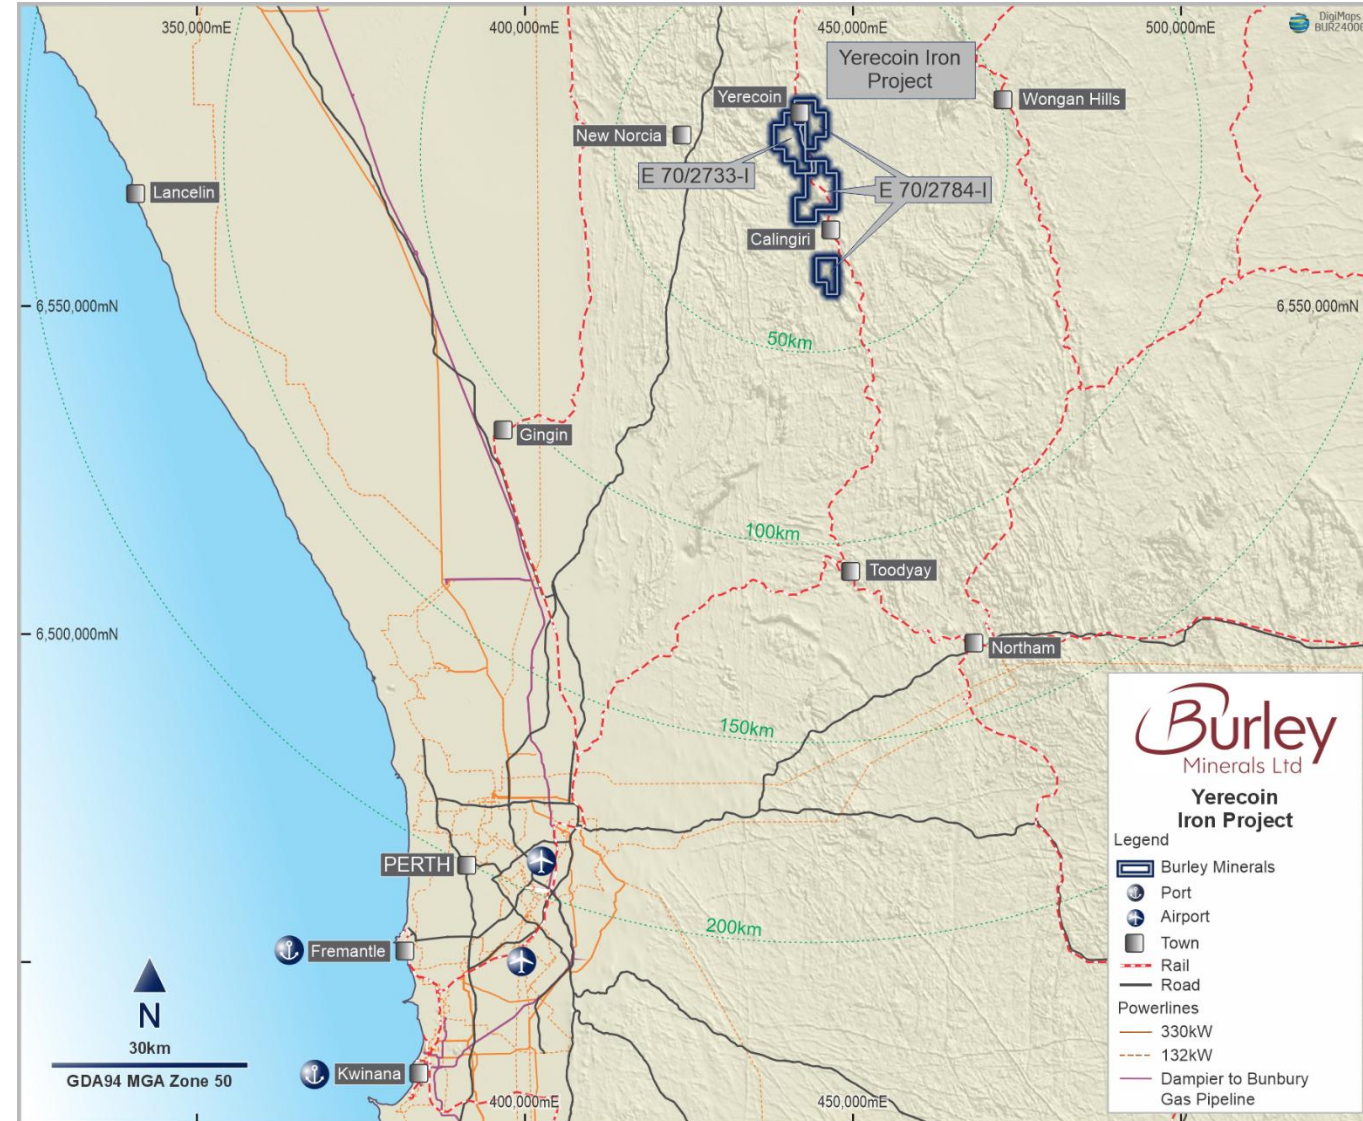 350,000mE
400,000mE
450,000mE
500,000mE
DigiMaps
Yerecoin Iron
Project
Yerecoin
Wongan Hills
New Norcia
E 70/2733-I
E 70/2784-I
Lancelin
Calingiri
6,550,000mN
6,550,000mN
50km
Gingin
100km
Toodyay
6,500,000mN
Northam
150km
PERTH
200km
Fremantle
Kwinana
N
30km
GDA94 MGA Zone 50
400,000mE
450,000mE
Burley
Minerals Ltd
Yerecoin
Iron Project
Legend
Burley Minerals
Port
Airport
Town
Rail
Road
Powerlines
330kW
132kW
Dampier to Bunbury
Gas Pipeline